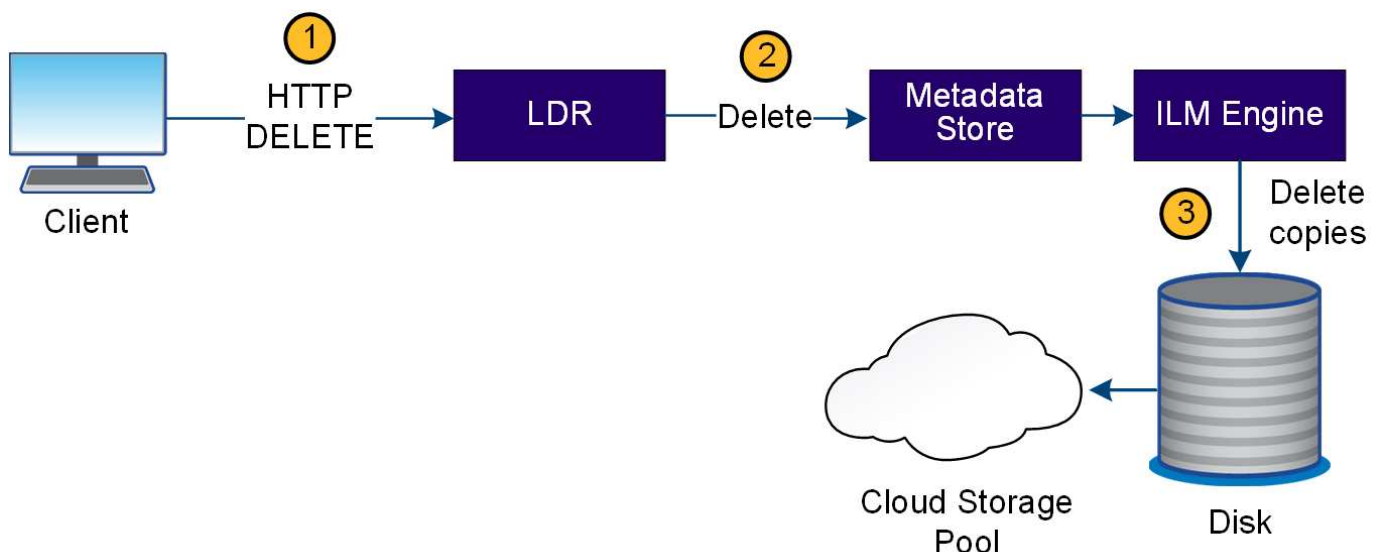 1
HTTP
DELETE
Client
LDR
2
Delete
Metadata
Store
ILM Engine
3
Delete
copies
Cloud Storage
Pool
Disk